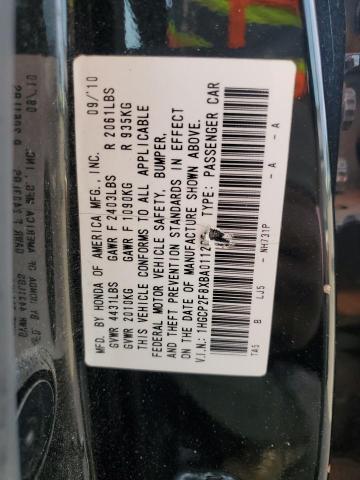 MFD. BY HONDA OF AMERICA MFG., INC. 09/'10
GVWR 4431LBS GAWR F 2403LBS R 2061LBS
GVWR 2010KG GAWR F 1090KG R 935KG
THIS VEHICLE CONFORMS TO ALL APPLICABLE
FEDERAL MOTOR VEHICLE SAFETY, BUMPER,
AND THEFT PREVENTION STANDARDS IN EFFECT
ON THE DATE OF MANUFACTURE SHOWN ABOVE.
V.I.N.: 1HGCP2F8XBA0112 TYPE: PASSENGER CAR
TA5 B LJ5 - NH731P - A - A